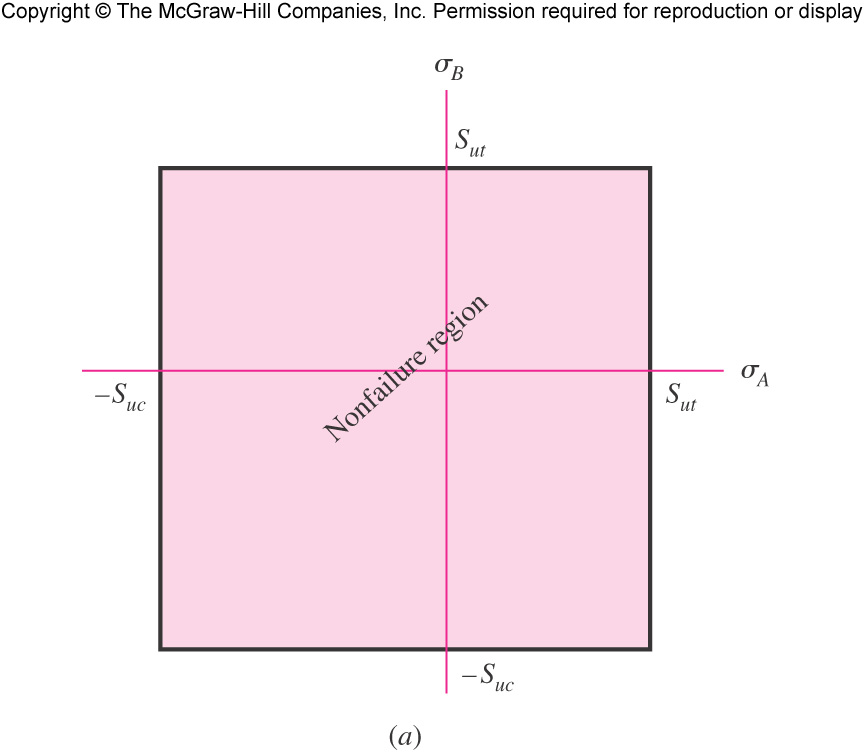 Copyright © The McGraw-Hill Companies, Inc. Permission required for reproduction or display
σB
Sut
Nonfailure region
σA
–Suc
Sut
–Suc
(a)